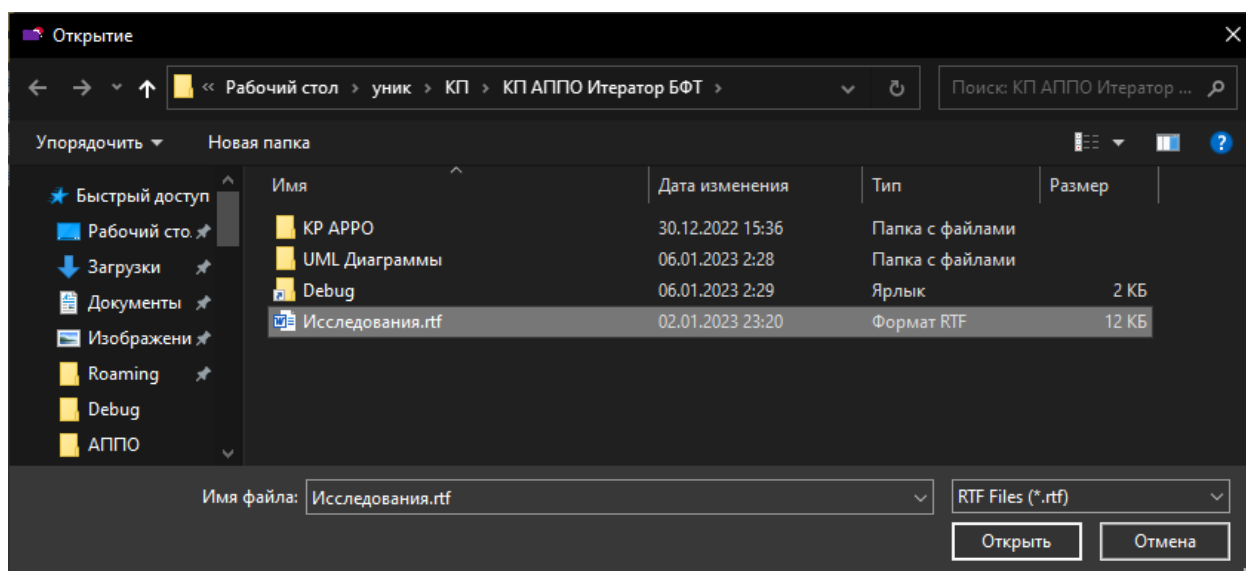 Открытие
« Рабочий стол › уник › КП › КП АППО Итератор БФТ ›
Поиск: КП АППО Итератор ...
Упорядочить Новая папка
Имя Дата изменения Тип Размер
Быстрый доступ
Рабочий сто.
Загрузки
Документы
Изображени
Roaming
Debug
АППО
KP APPO 30.12.2022 15:36 Папка с файлами
UML Диаграммы 06.01.2023 2:28 Папка с файлами
Debug 06.01.2023 2:29 Ярлык 2 КБ
Исследования.rtf 02.01.2023 23:20 Формат RTF 12 КБ
Имя файла: Исследования.rtf RTF Files (*.rtf)
Открыть Отмена